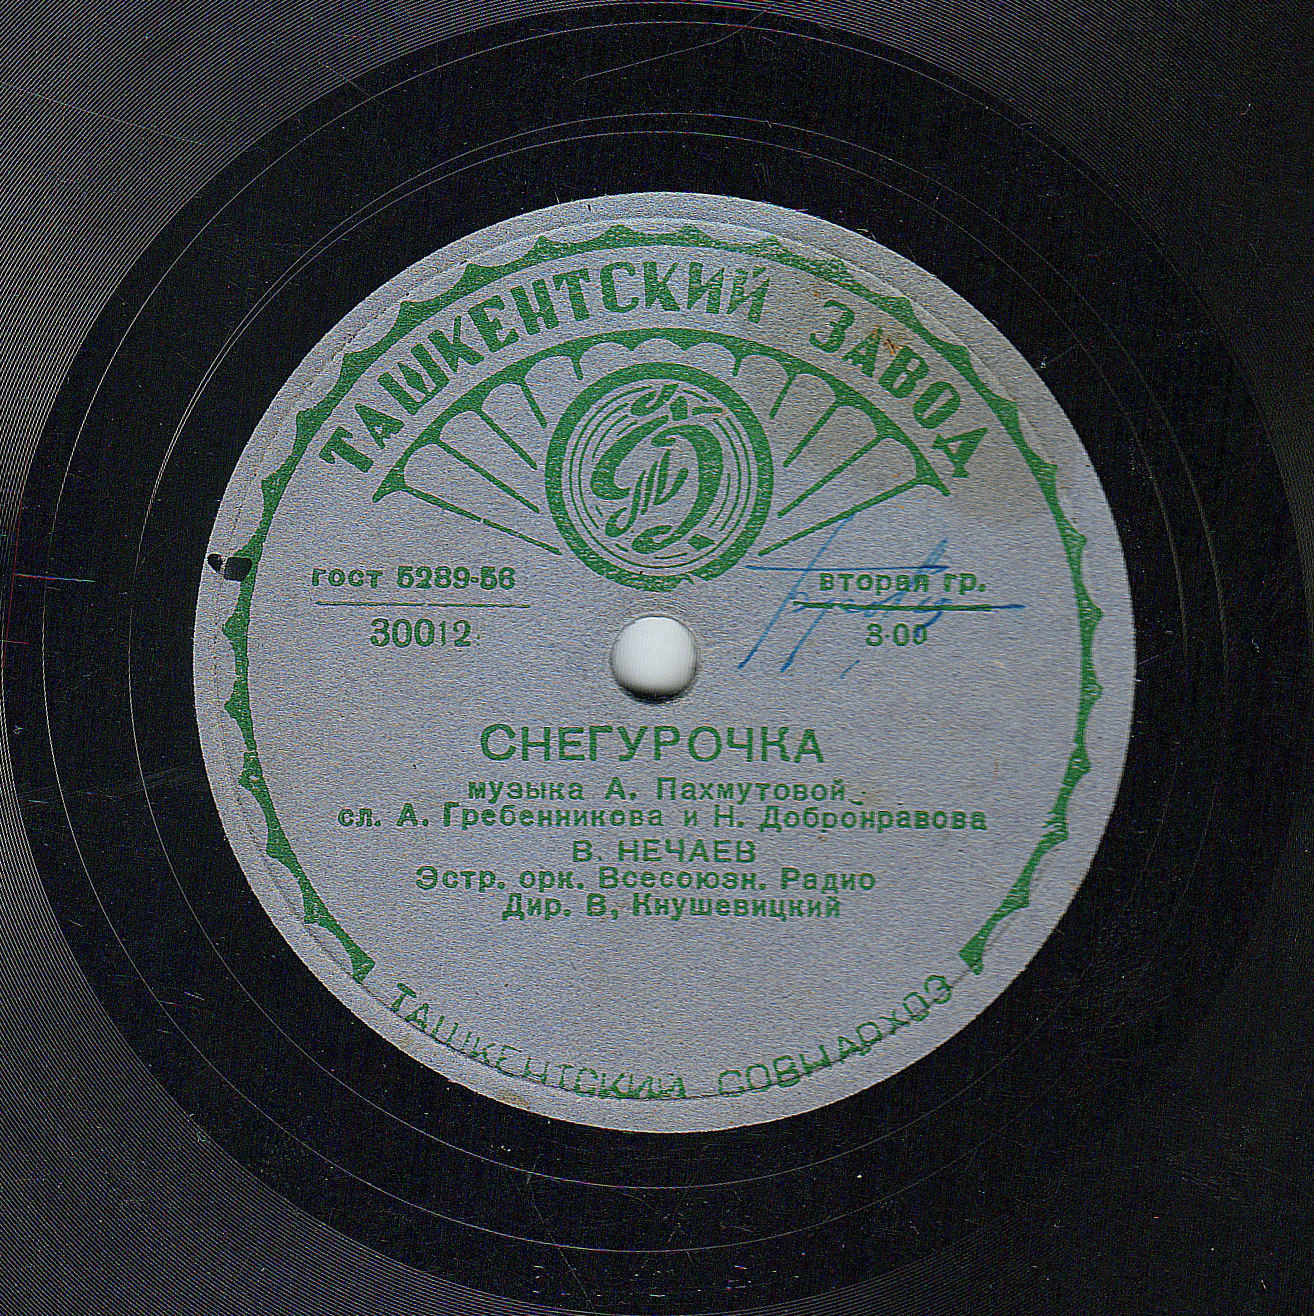 ТАШКЕНТСКИЙ ЗАВОД
ГОСТ 5289-56
30012
вторая гр.
3-00
СНЕГУРОЧКА
музыка А. Пахмутовой
сл. А. Гребенникова и Н. Добронравова
В. НЕЧАЕВ
Эстр. орк. Всесоюзн. Радио
Дир. В, Кнушевицкий
ТАШКЕНТСКИЙ СОВНАРХОЗ